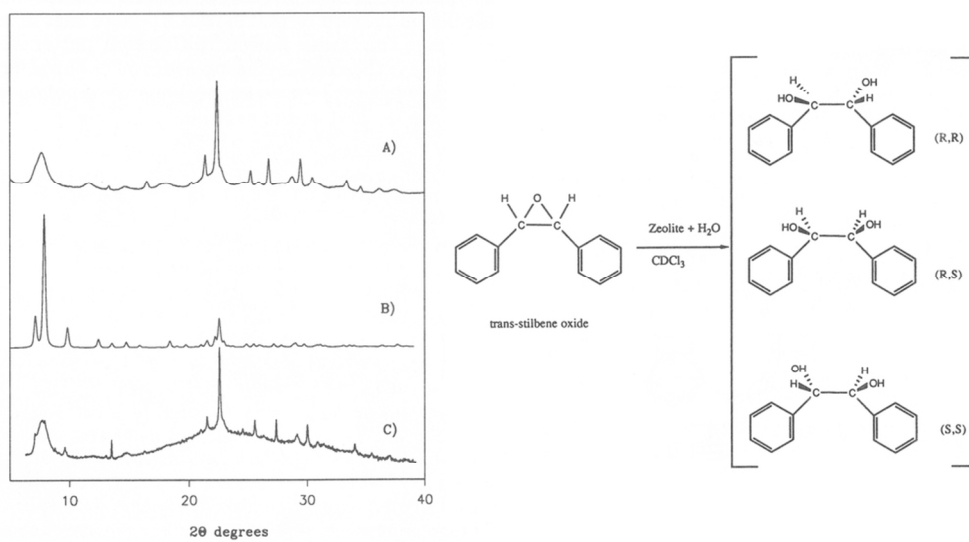 A)
B)
C)
10
20
30
40
2θ degrees
H
O
H
C
C
trans-stilbene oxide
Zeolite + H₂O
CDCl₃
H
OH
HO
C
C
H
(R,R)
H
H
HO
C
C
OH
(R,S)
OH
H
H
C
C
OH
(S,S)